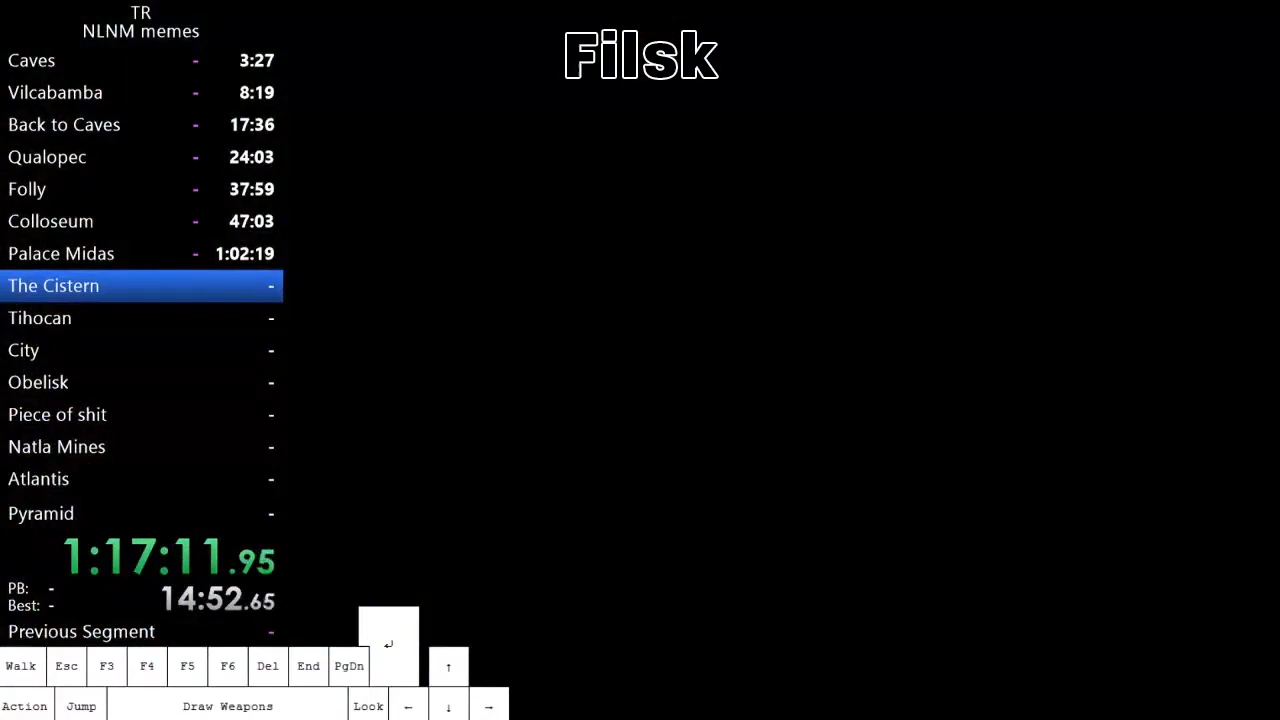 TR
NLNM memes
Filsk
Caves - 3:27
Vilcabamba - 8:19
Back to Caves - 17:36
Qualopec - 24:03
Folly - 37:59
Colloseum - 47:03
Palace Midas - 1:02:19
The Cistern -
Tihocan -
City -
Obelisk -
Piece of shit -
Natla Mines -
Atlantis -
Pyramid -
1:17:11.95
PB: -
Best: -
14:52.65
Previous Segment -
↵
Walk Esc F3 F4 F5 F6 Del End PgDn ↑
Action Jump Draw Weapons Look ← ↓ →